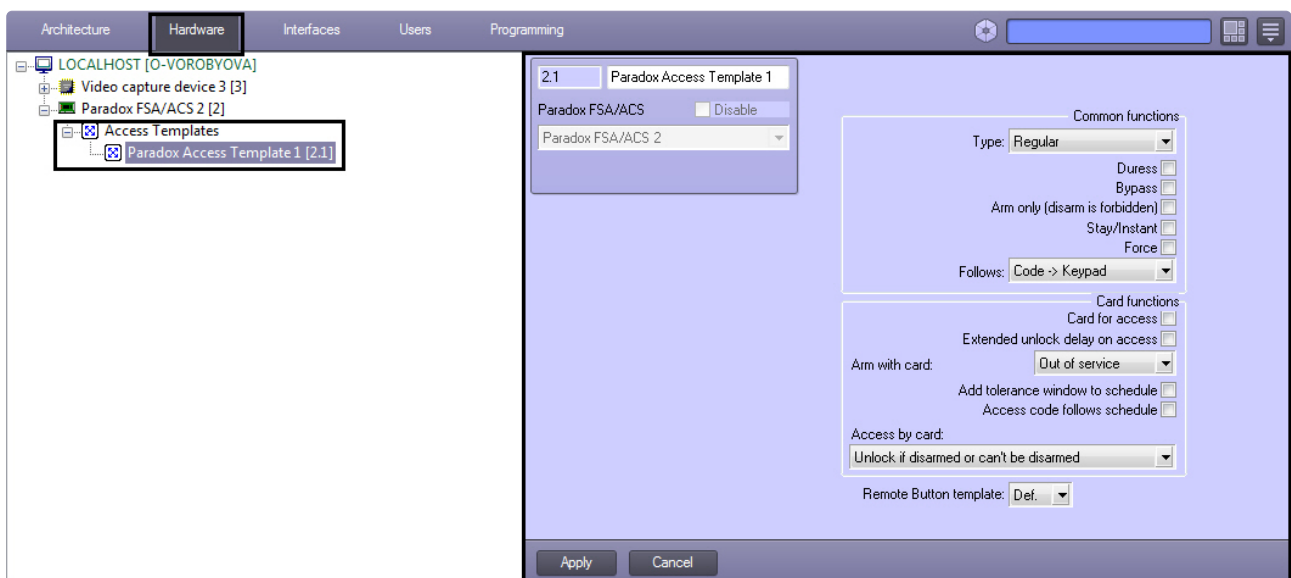 Architecture Hardware Interfaces Users Programming
LOCALHOST [O-VOROBYOVA]
Video capture device 3 [3]
Paradox FSA/ACS 2 [2]
Access Templates
Paradox Access Template 1 [2.1]
2.1 Paradox Access Template 1
Paradox FSA/ACS Disable
Paradox FSA/ACS 2
Common functions
Type: Regular
Duress
Bypass
Arm only (disarm is forbidden)
Stay/Instant
Force
Follows: Code -> Keypad
Card functions
Card for access
Extended unlock delay on access
Arm with card: Out of service
Add tolerance window to schedule
Access code follows schedule
Access by card:
Unlock if disarmed or can't be disarmed
Remote Button template: Def.
Apply Cancel